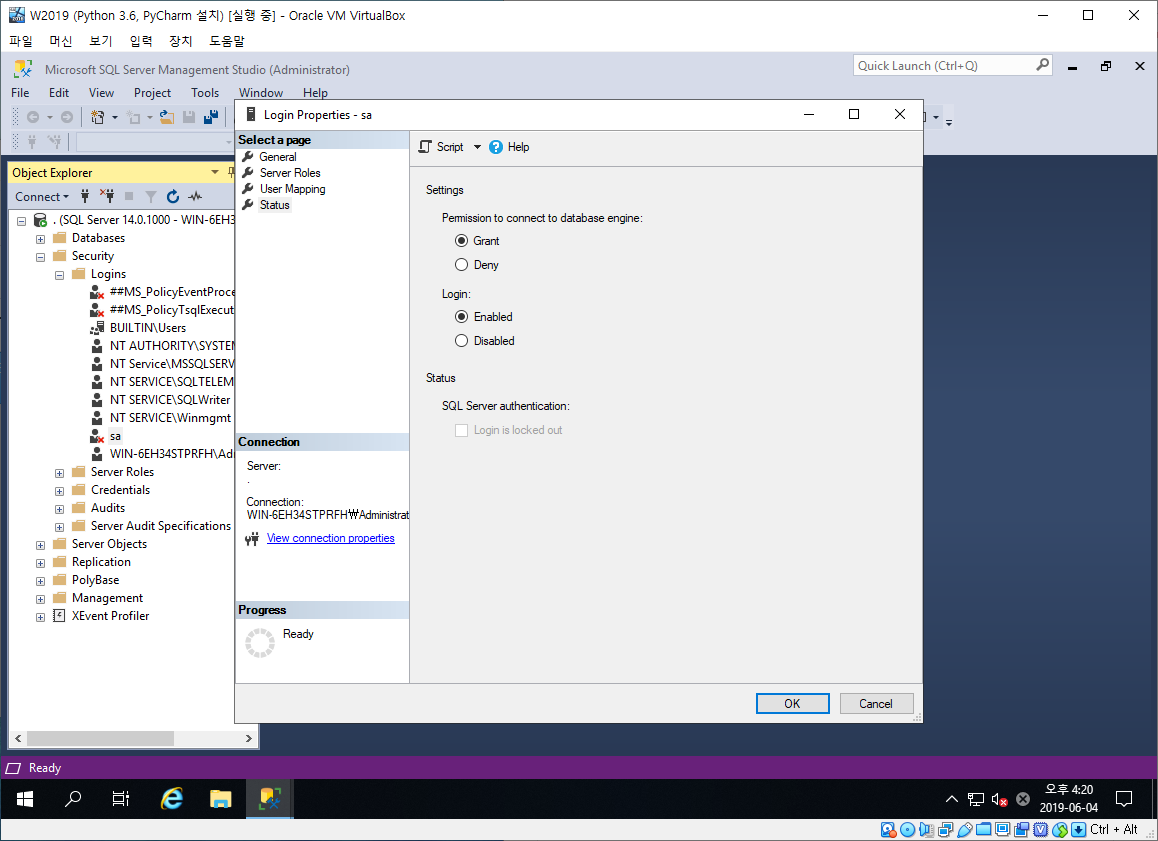 W2019 (Python 3.6, PyCharm 설치) [실행 중] - Oracle VM VirtualBox
파일 머신 보기 입력 장치 도움말
Microsoft SQL Server Management Studio (Administrator)
Quick Launch (Ctrl+Q)
File Edit View Project Tools Window Help
Object Explorer
Connect
. (SQL Server 14.0.1000 - WIN-6EH3
Databases
Security
Logins
##MS_PolicyEventProce
##MS_PolicyTsqlExecut
BUILTIN\Users
NT AUTHORITY\SYSTEM
NT Service\MSSQLSERV
NT SERVICE\SQLTELEM
NT SERVICE\SQLWriter
NT SERVICE\Winmgmt
sa
WIN-6EH34STPRFH\Adm
Server Roles
Credentials
Audits
Server Audit Specifications
Server Objects
Replication
PolyBase
Management
XEvent Profiler
Login Properties - sa
Select a page
General
Server Roles
User Mapping
Status
Connection
Server:
.
Connection:
WIN-6EH34STPRFH₩Administrat
View connection properties
Progress
Ready
Script Help
Settings
Permission to connect to database engine:
Grant
Deny
Login:
Enabled
Disabled
Status
SQL Server authentication:
Login is locked out
OK Cancel
Ready
오후 4:20
2019-06-04
Ctrl + Alt